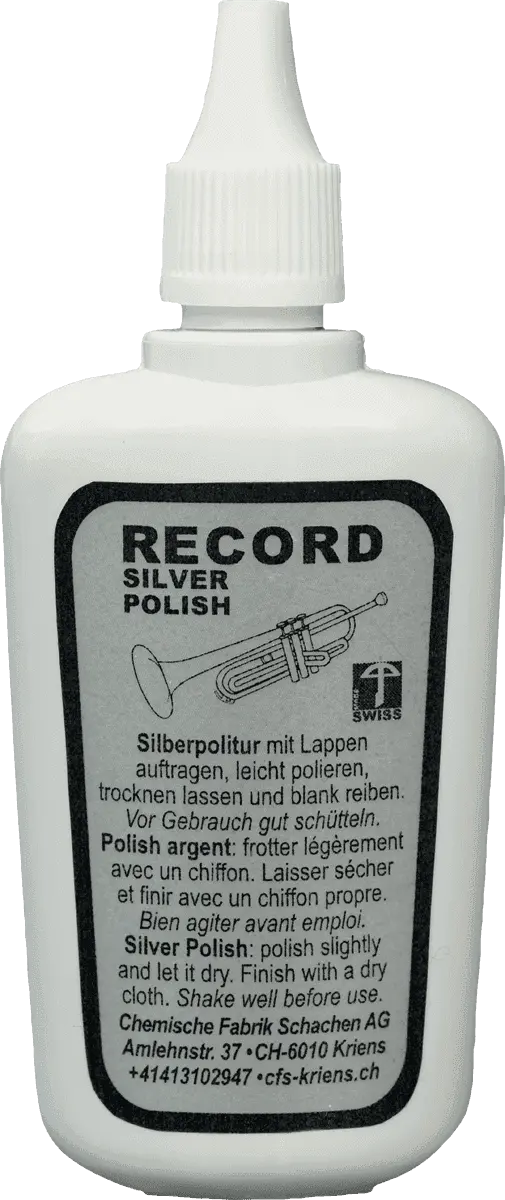 RECORD
SILVER
POLISH
SWISS
Silberpolitur mit Lappen
auftragen, leicht polieren,
trocknen lassen und blank reiben.
Vor Gebrauch gut schütteln.
Polish argent: frotter légèrement
avec un chiffon. Laisser sécher
et finir avec un chiffon propre.
Bien agiter avant emploi.
Silver Polish: polish slightly
and let it dry. Finish with a dry
cloth. Shake well before use.
Chemische Fabrik Schachen AG
Amlehnstr. 37 • CH-6010 Kriens
+41413102947 • cfs-kriens.ch